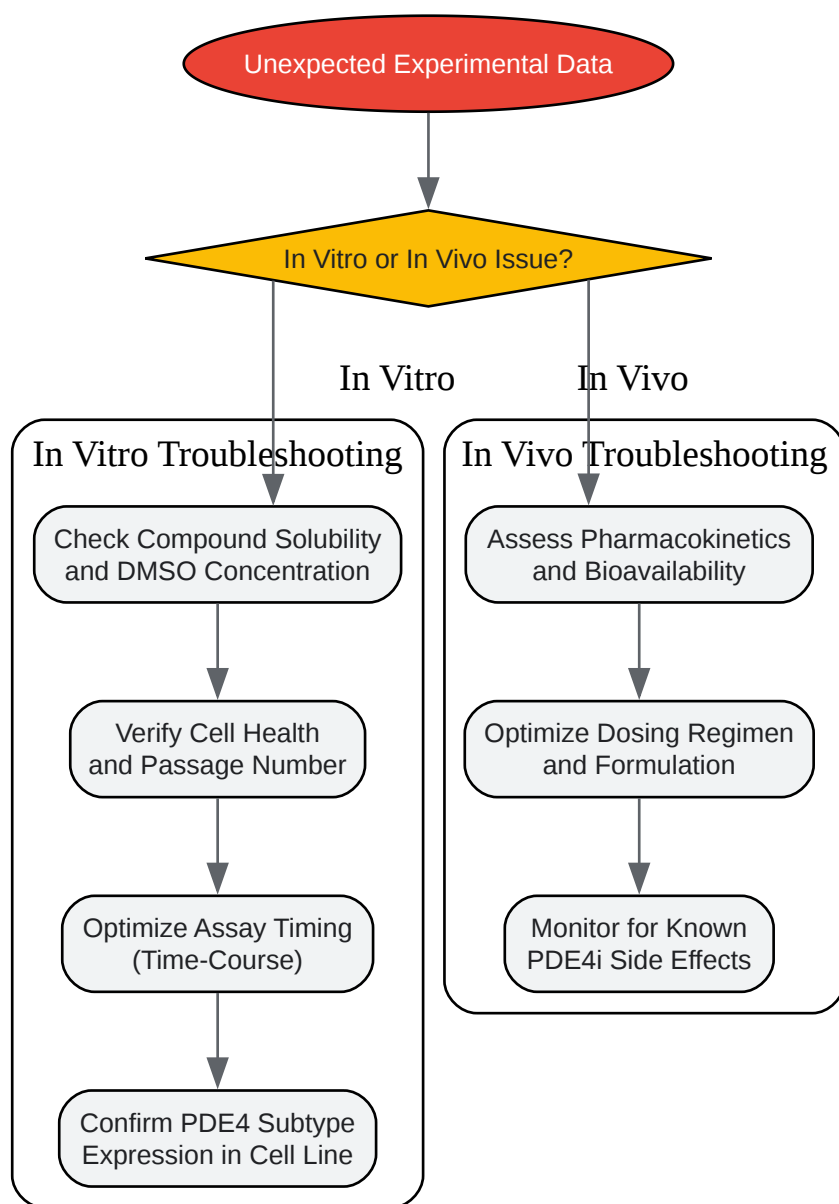 Unexpected Experimental Data
In Vitro or In Vivo Issue?
In Vitro
In Vivo
In Vitro Troubleshooting
Check Compound Solubility
and DMSO Concentration
Verify Cell Health
and Passage Number
Optimize Assay Timing
(Time-Course)
Confirm PDE4 Subtype
Expression in Cell Line
In Vivo Troubleshooting
Assess Pharmacokinetics
and Bioavailability
Optimize Dosing Regimen
and Formulation
Monitor for Known
PDE4i Side Effects